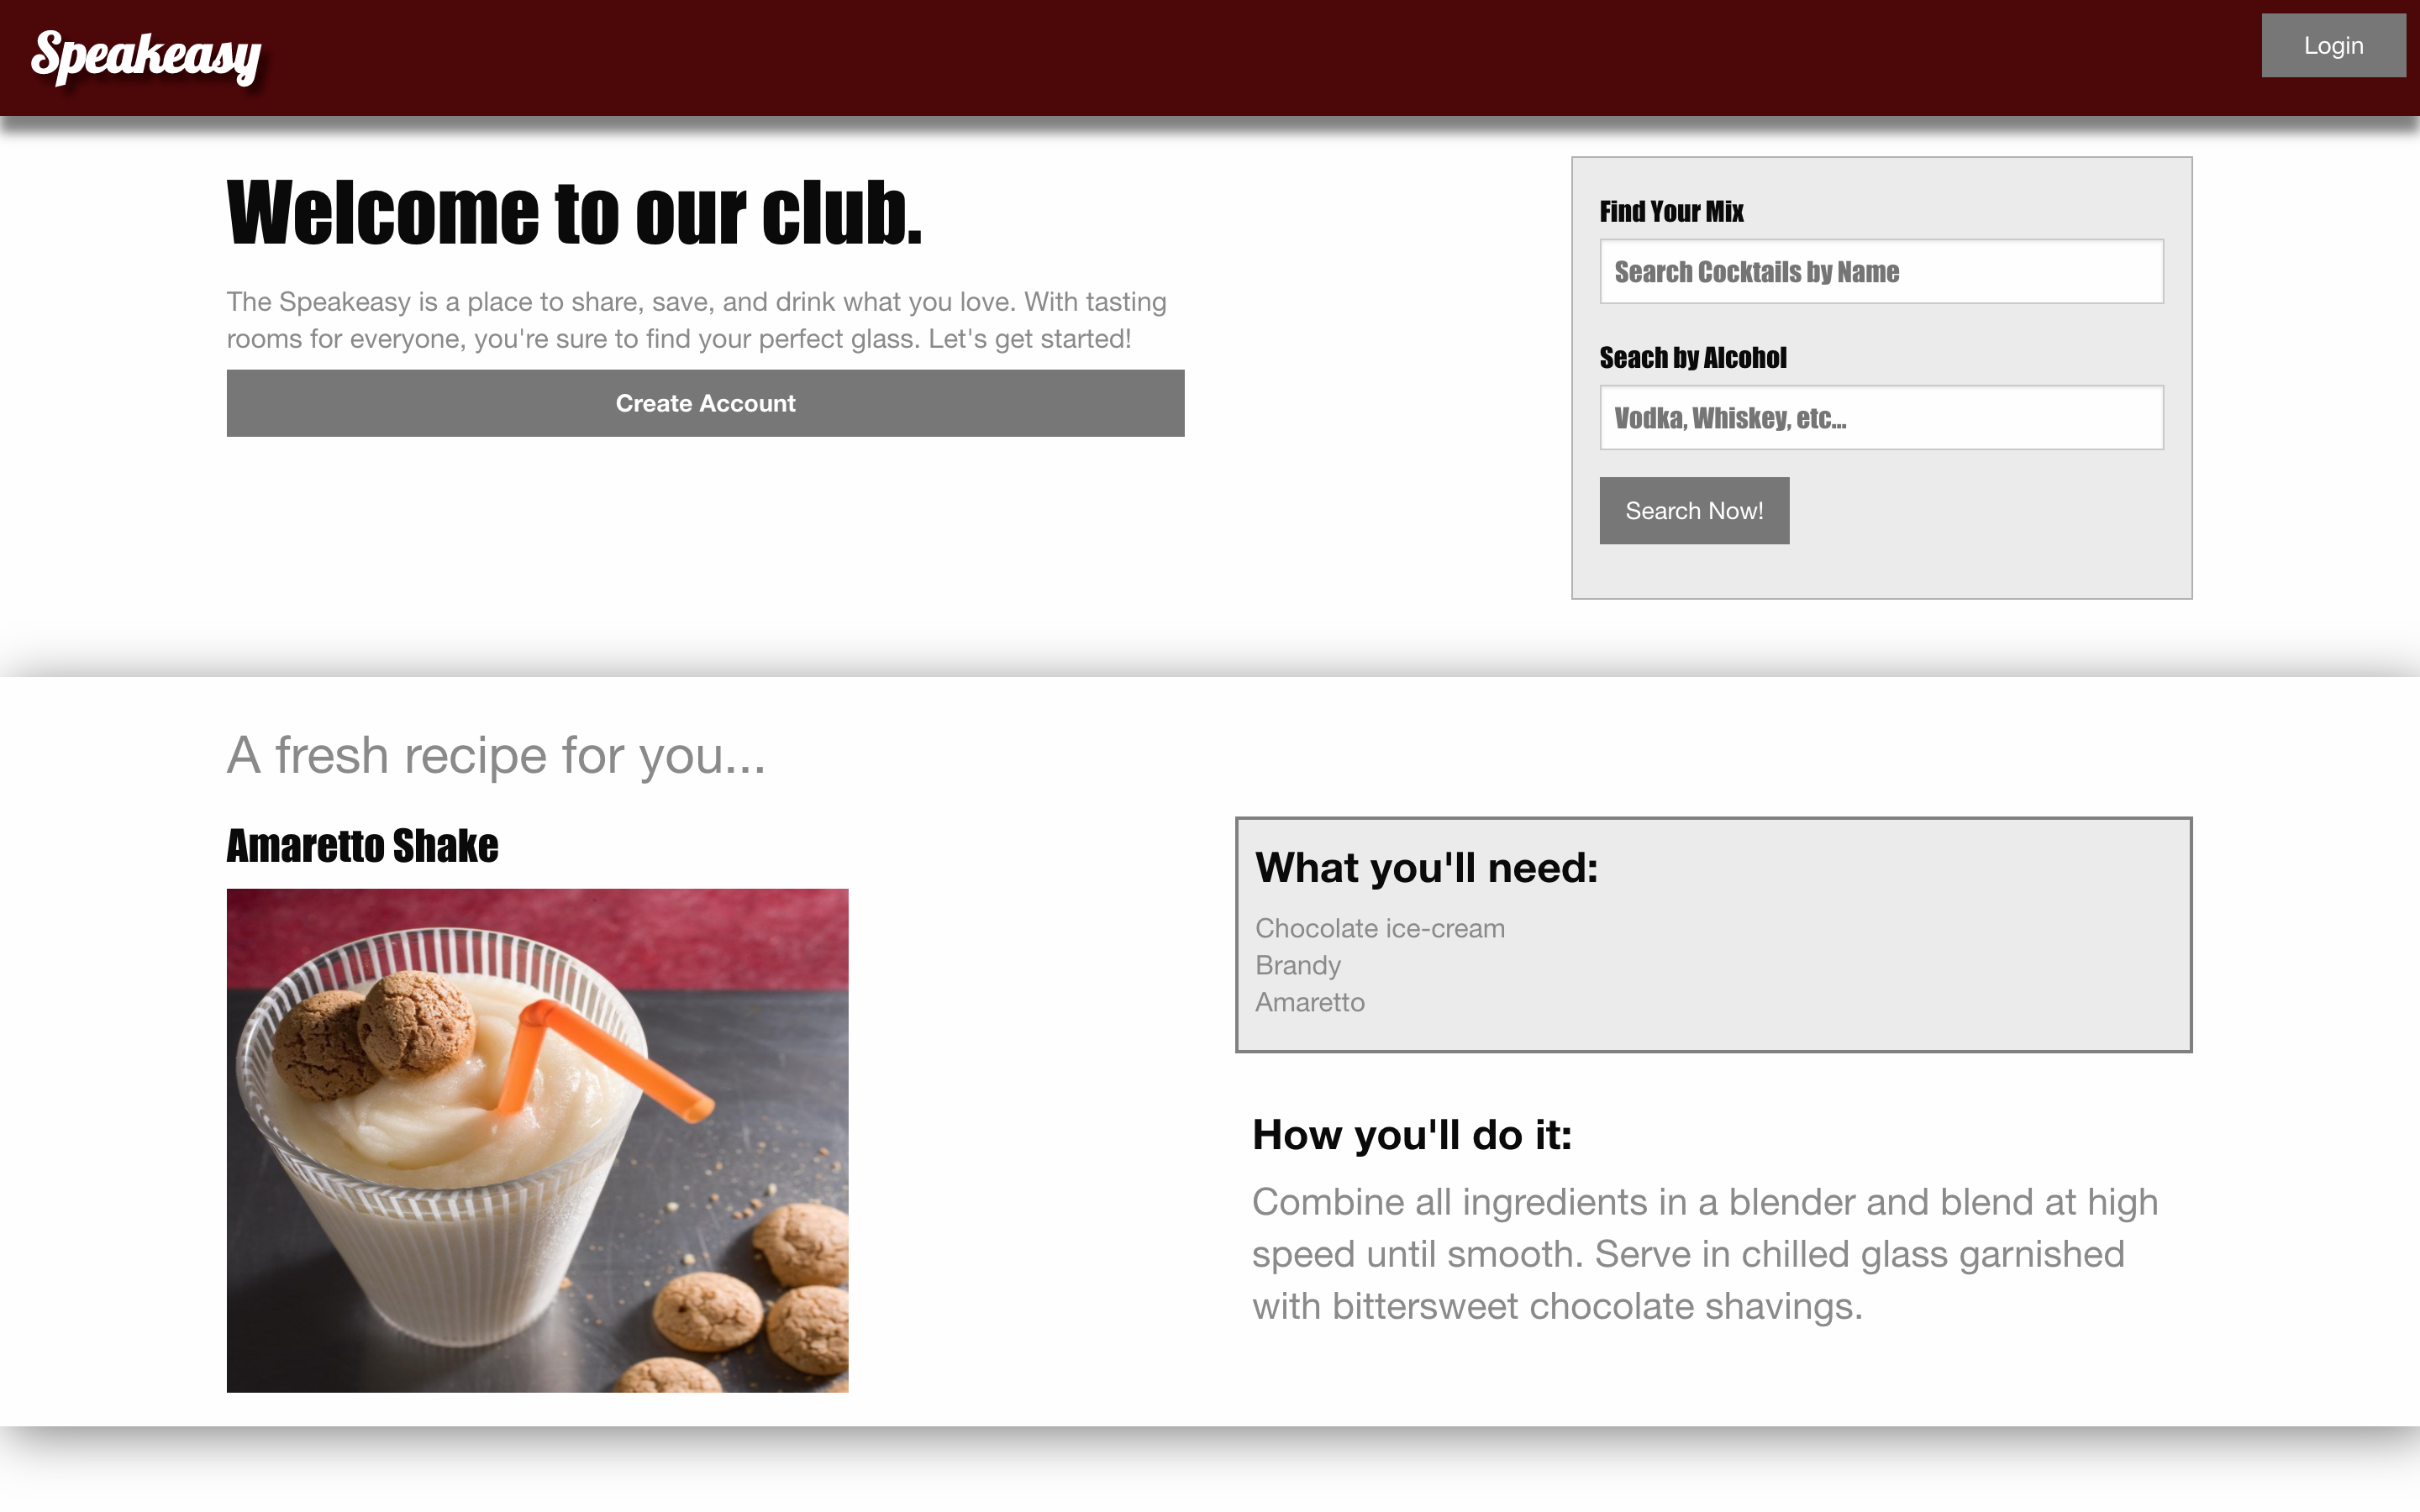 Speakeasy
Login
Welcome to our club.
The Speakeasy is a place to share, save, and drink what you love. With tasting
rooms for everyone, you're sure to find your perfect glass. Let's get started!
Create Account
Find Your Mix
Search Cocktails by Name
Seach by Alcohol
Vodka, Whiskey, etc...
Search Now!
A fresh recipe for you...
Amaretto Shake
What you'll need:
Chocolate ice-cream
Brandy
Amaretto
How you'll do it:
Combine all ingredients in a blender and blend at high
speed until smooth. Serve in chilled glass garnished
with bittersweet chocolate shavings.